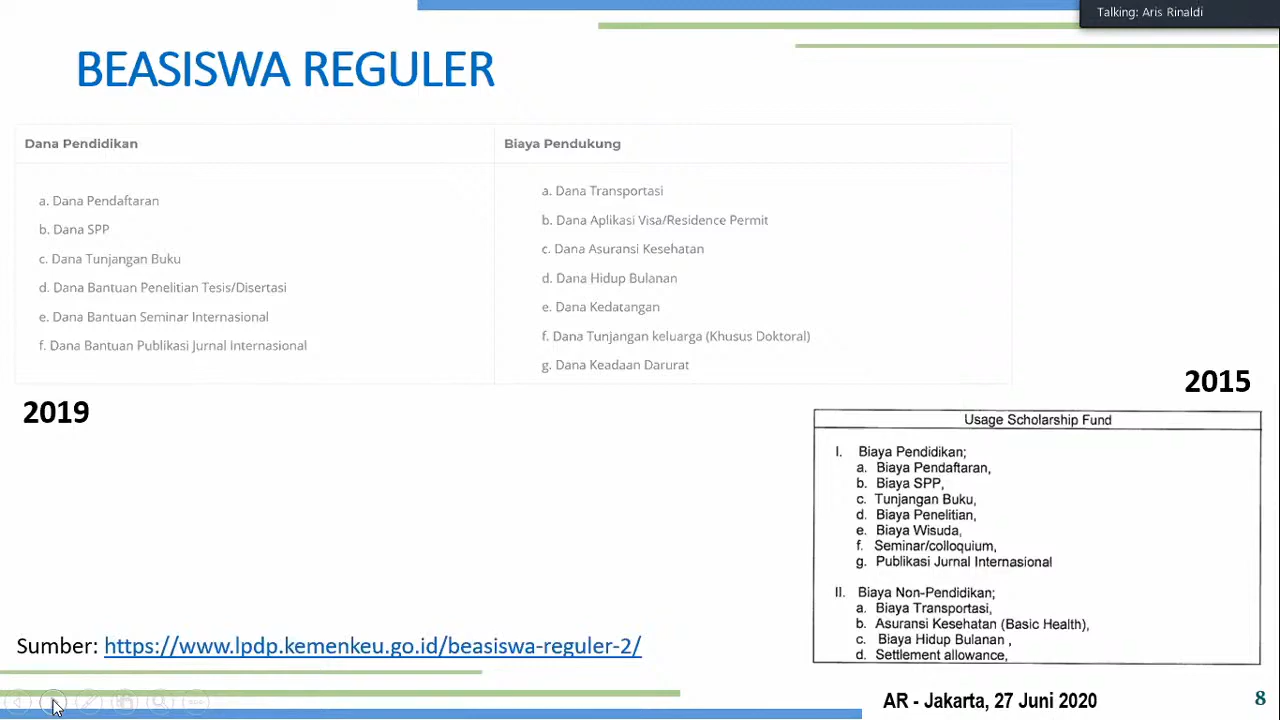 Talking: Aris Rinaldi
BEASISWA REGULER
Dana Pendidikan
a. Dana Pendaftaran
b. Dana SPP
c. Dana Tunjangan Buku
d. Dana Bantuan Penelitian Tesis/Disertasi
e. Dana Bantuan Seminar Internasional
f. Dana Bantuan Publikasi Jurnal Internasional
Biaya Pendukung
a. Dana Transportasi
b. Dana Aplikasi Visa/Residence Permit
c. Dana Asuransi Kesehatan
d. Dana Hidup Bulanan
e. Dana Kedatangan
f. Dana Tunjangan keluarga (Khusus Doktoral)
g. Dana Keadaan Darurat
2019
2015
Usage Scholarship Fund
I. Biaya Pendidikan;
a. Biaya Pendaftaran,
b. Biaya SPP,
c. Tunjangan Buku,
d. Biaya Penelitian,
e. Biaya Wisuda,
f. Seminar/colloquium,
g. Publikasi Jurnal Internasional
II. Biaya Non-Pendidikan;
a. Biaya Transportasi,
b. Asuransi Kesehatan (Basic Health),
c. Biaya Hidup Bulanan ,
d. Settlement allowance,
Sumber: https://www.lpdp.kemenkeu.go.id/beasiswa-reguler-2/
AR - Jakarta, 27 Juni 2020
8